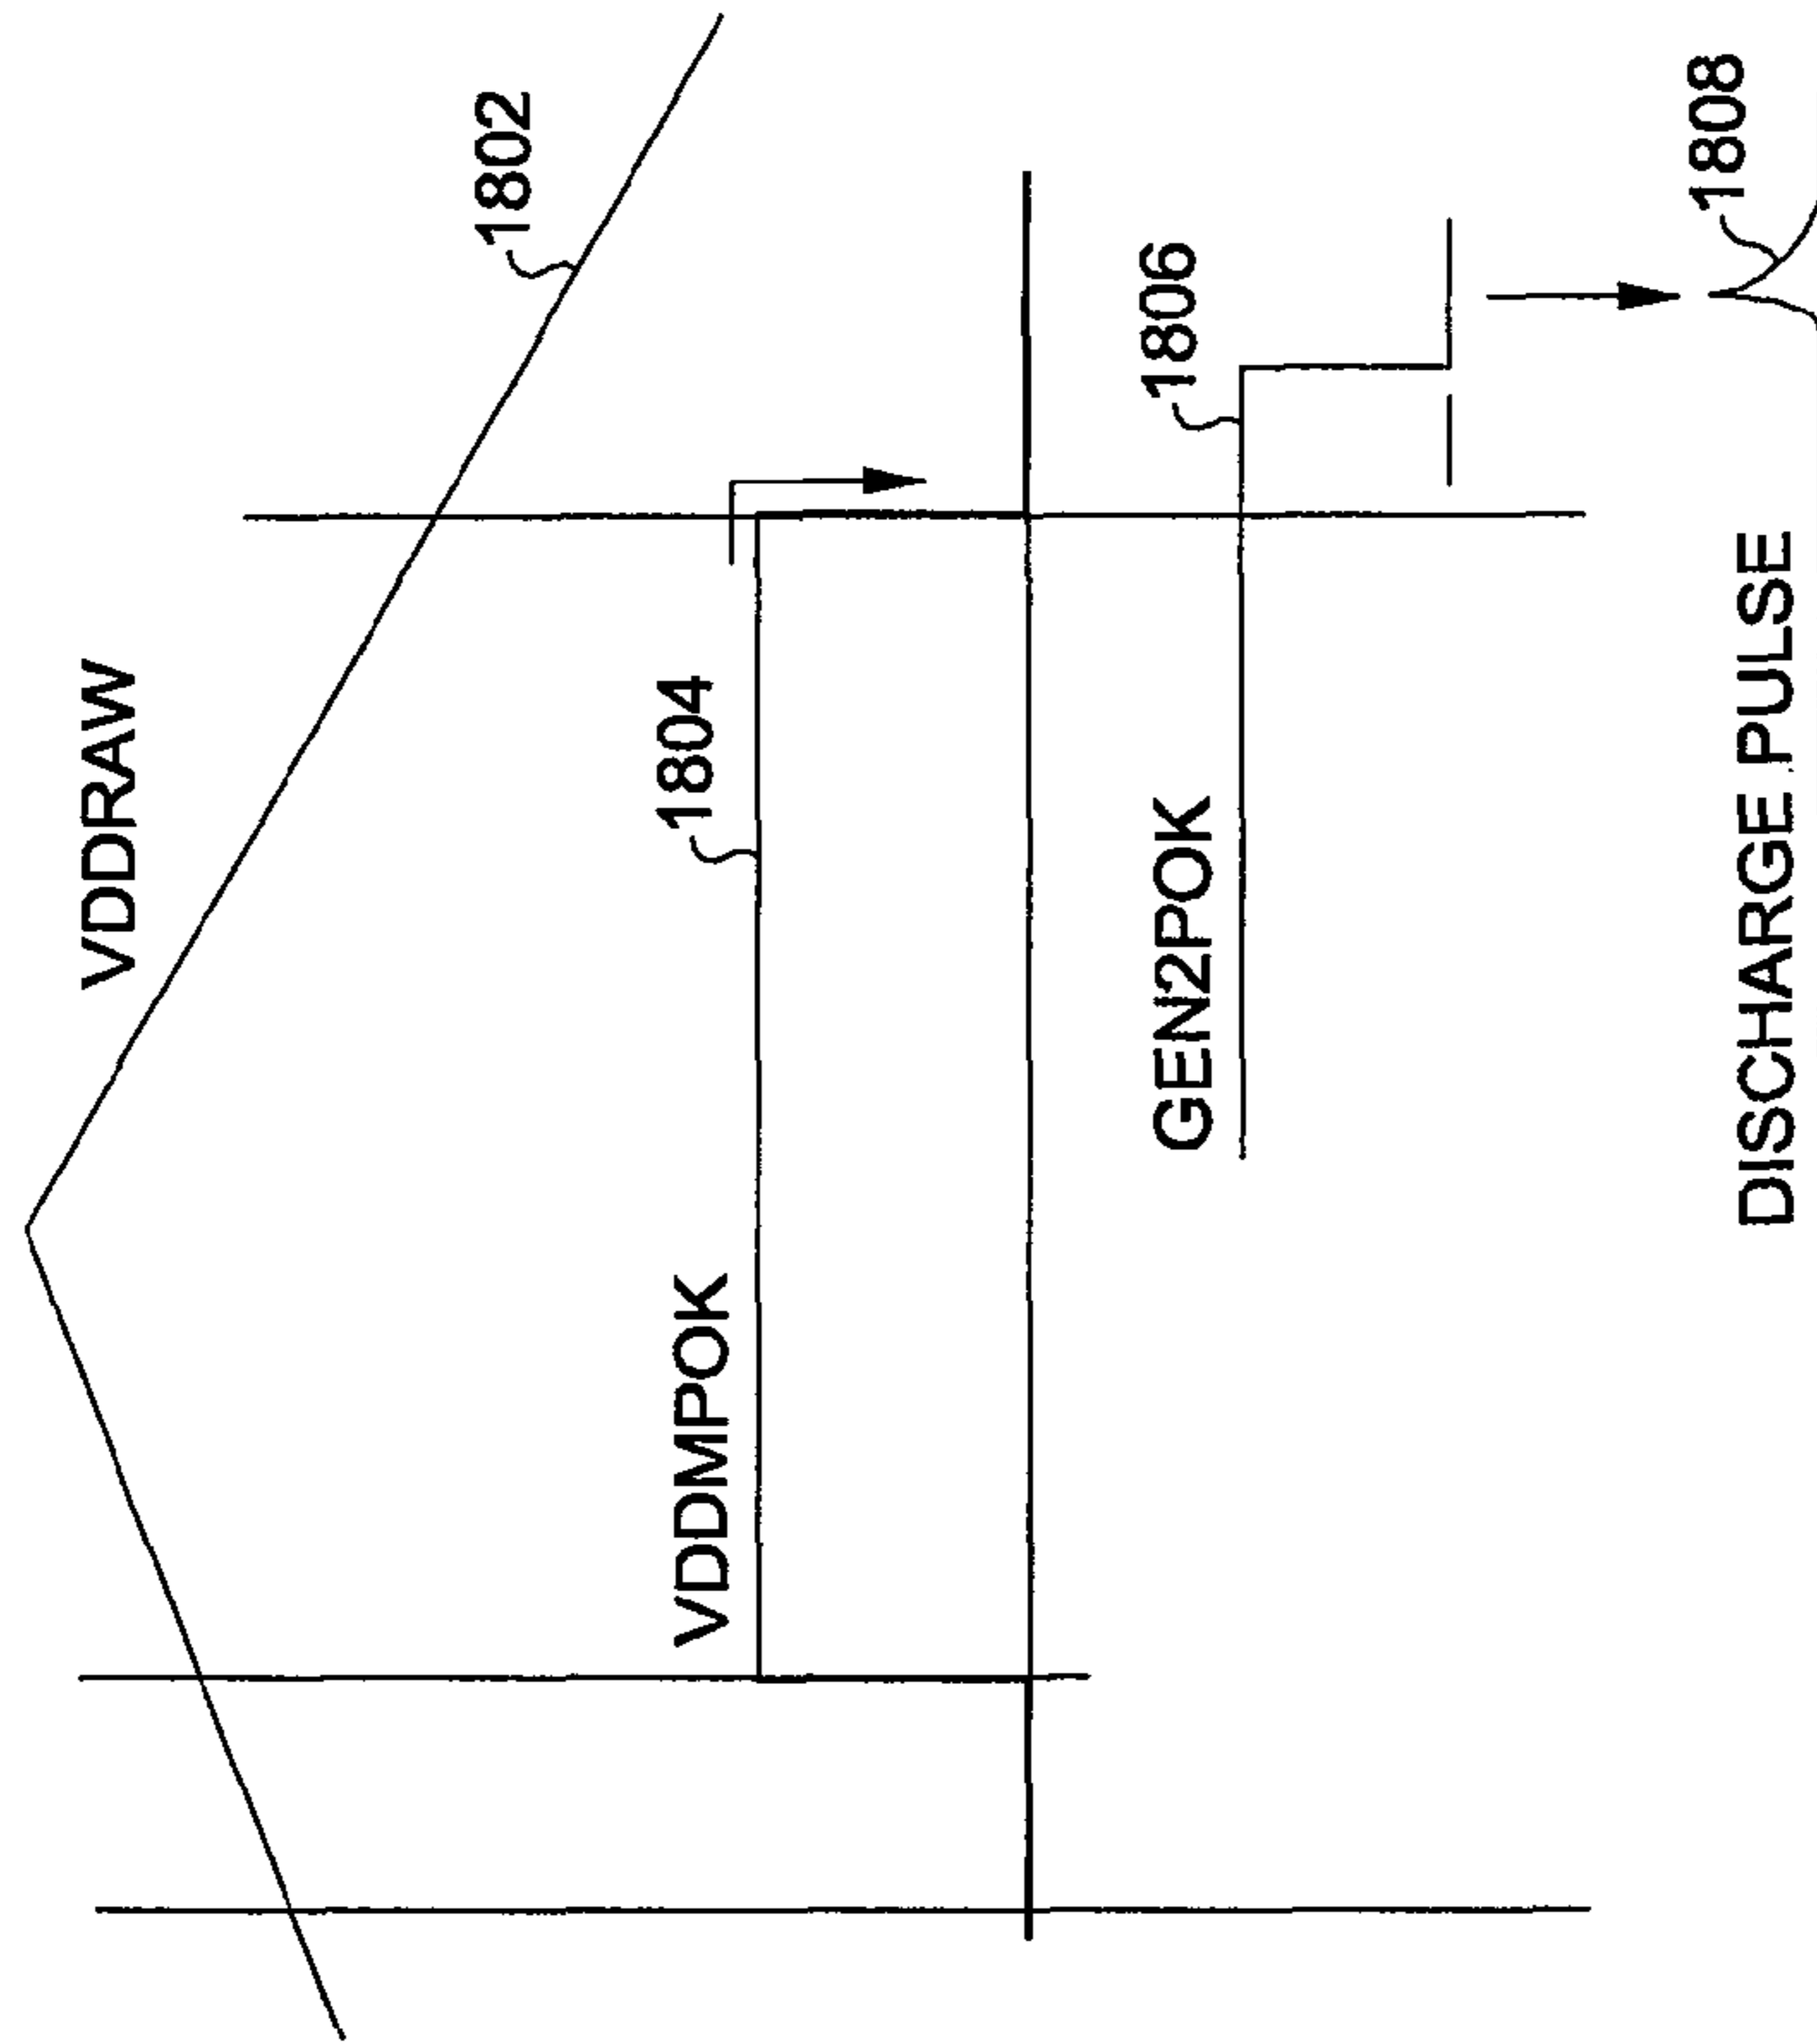 VDDRAW
1802
VDDMPOK
1804
GEN2POK
1806
DISCHARGE PULSE
1808